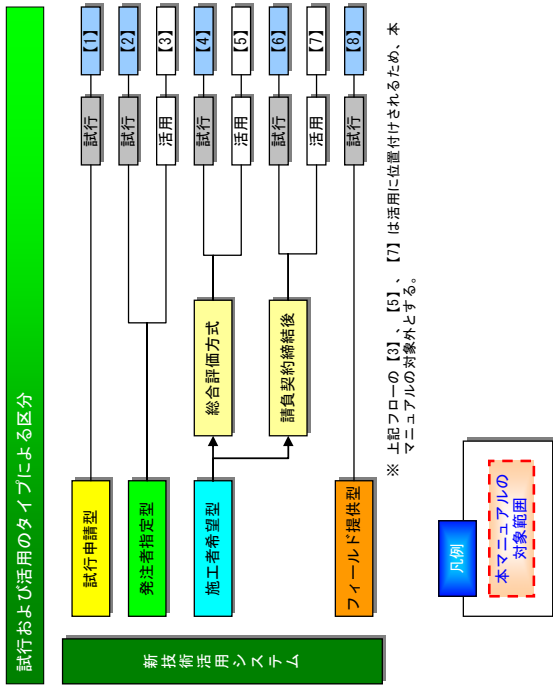 試行および活用のタイプによる区分
新技術活用システム
試行申請型
試行
【1】
発注者指定型
試行
【2】
活用
【3】
施工者希望型
総合評価方式
試行
【4】
活用
【5】
請負契約締結後
試行
【6】
活用
【7】
フィールド提供型
試行
【8】
※ 上記フローの【3】、【5】、【7】は活用に位置付けされるため、本
マニュアルの対象外とする。
凡例
本マニュアルの
対象範囲